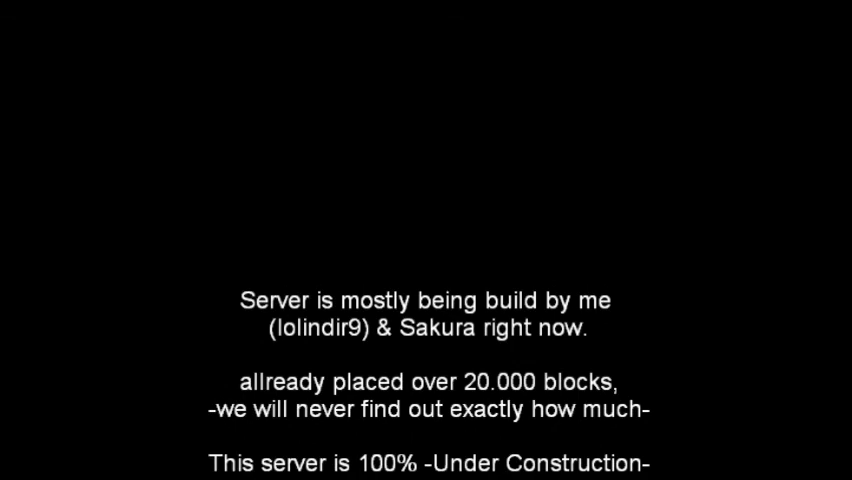 Server is mostly being build by me
(lolindir9) & Sakura right now.
allready placed over 20.000 blocks,
-we will never find out exactly how much-
This server is 100% -Under Construction-